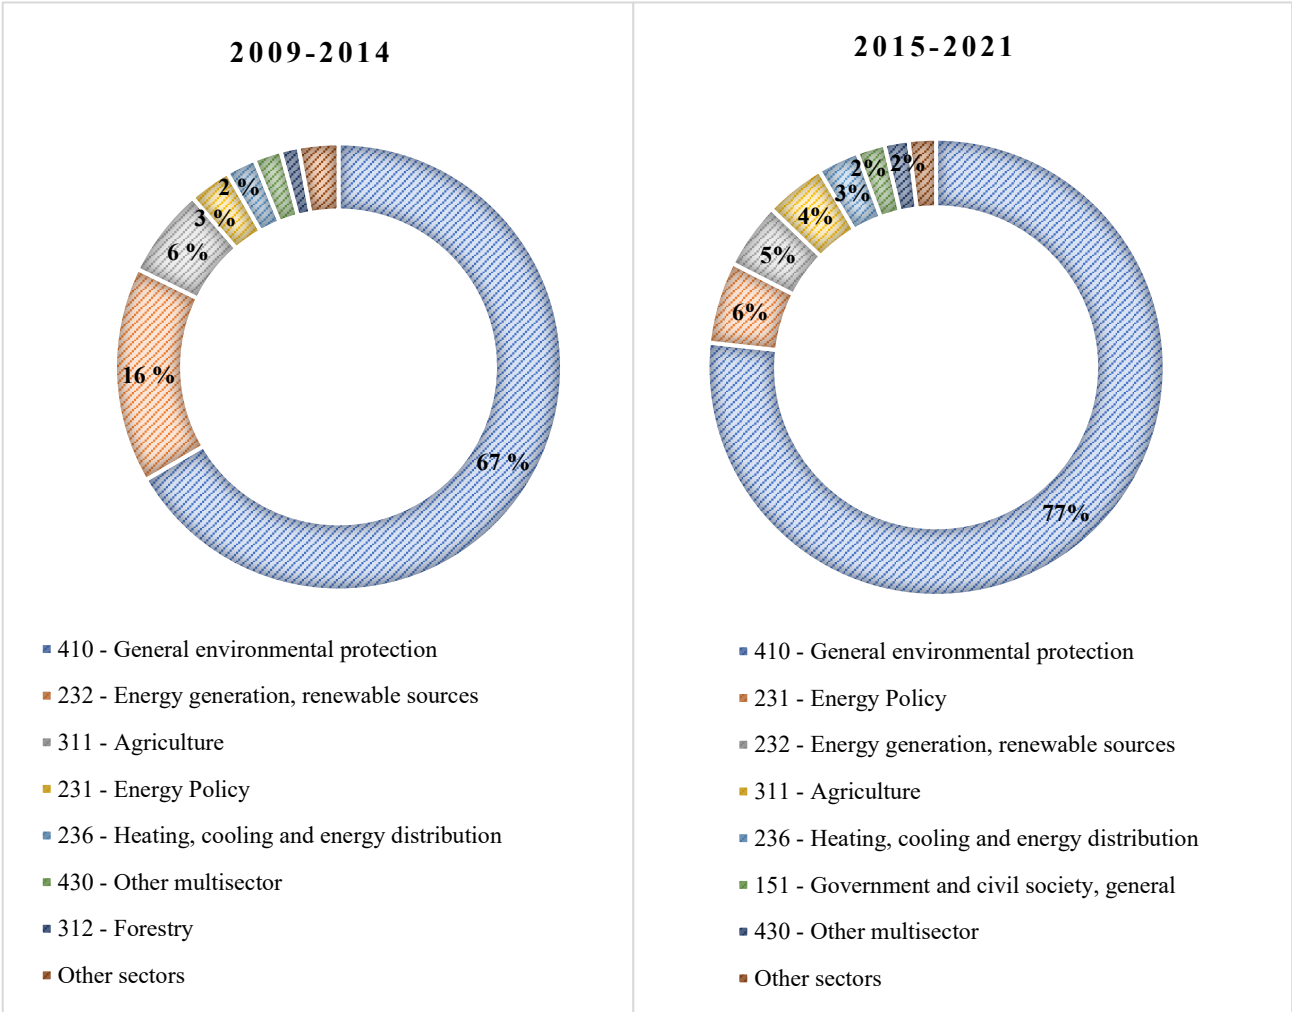 2009-2014
2 %
3 %
6 %
16 %
67 %
410 - General environmental protection
232 - Energy generation, renewable sources
311 - Agriculture
231 - Energy Policy
236 - Heating, cooling and energy distribution
430 - Other multisector
312 - Forestry
Other sectors
2015-2021
2%
2%
3%
4%
5%
6%
77%
410 - General environmental protection
231 - Energy Policy
232 - Energy generation, renewable sources
311 - Agriculture
236 - Heating, cooling and energy distribution
151 - Government and civil society, general
430 - Other multisector
Other sectors